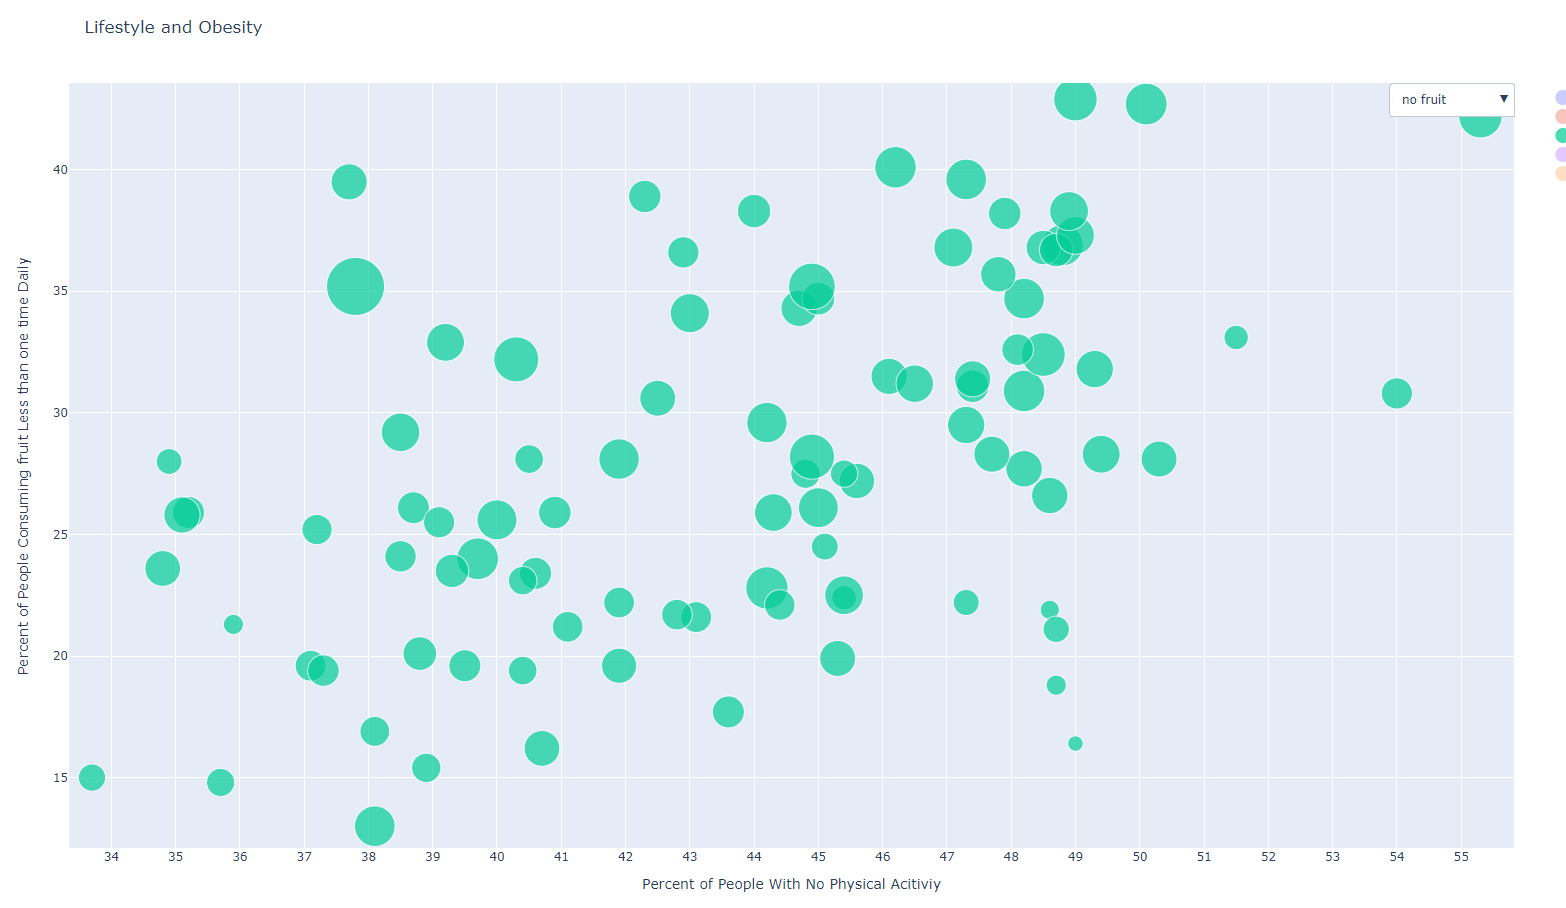 Lifestyle and Obesity
no fruit ▼
Percent of People Consuming fruit Less than one time Daily
40
35
30
25
20
15
34 35 36 37 38 39 40 41 42 43 44 45 46 47 48 49 50 51 52 53 54 55
Percent of People With No Physical Acitiviy